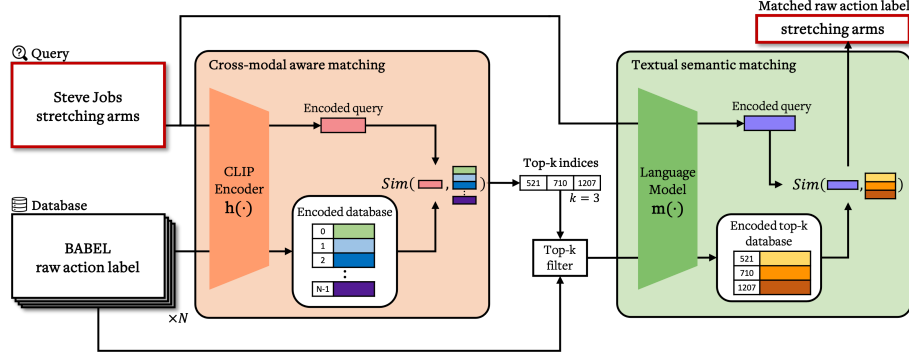 Matched raw action label
stretching arms
Query
Steve Jobs
stretching arms
Cross-modal aware matching
Encoded query
CLIP
Encoder
h(·)
Sim( , )
Encoded database
0
1
2
⋮
N-1
Database
BABEL
raw action label
×N
Top-k indices
521 710 1207
k = 3
Top-k
filter
Textual semantic matching
Encoded query
Language
Model
m(·)
Sim( , )
Encoded top-k
database
521
710
1207